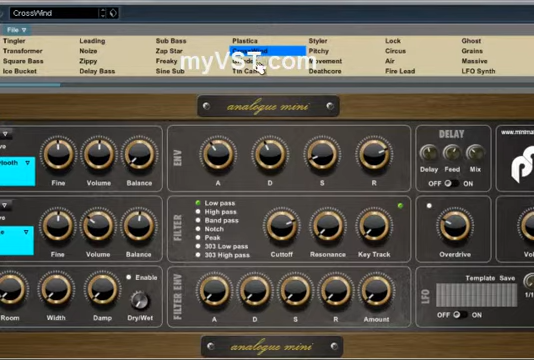 CrossWind
File
Tingler Leading Sub Bass Plastica Styler Lock Ghost
Transformer Noize Zap Star Pitchy Circus Grains
Square Bass Zippy Freaky Movement Air Massive
Ice Bucket Delay Bass Sine Sub Deathcore Fire Lead LFO Synth
myVST.com
analogue mini
DELAY
ENV
Fine Volume Balance A D S R
Delay Feed Mix
OFF ON
Low pass
High pass
Band pass
Notch
Peak
303 Low pass
303 High pass
FILTER
Fine Volume Balance Cuttoff Resonance Key Track Overdrive
Enable
Template Save
FILTER ENV
LFO
Room Width Damp Dry/Wet A D S R Amount
OFF ON
analogue mini